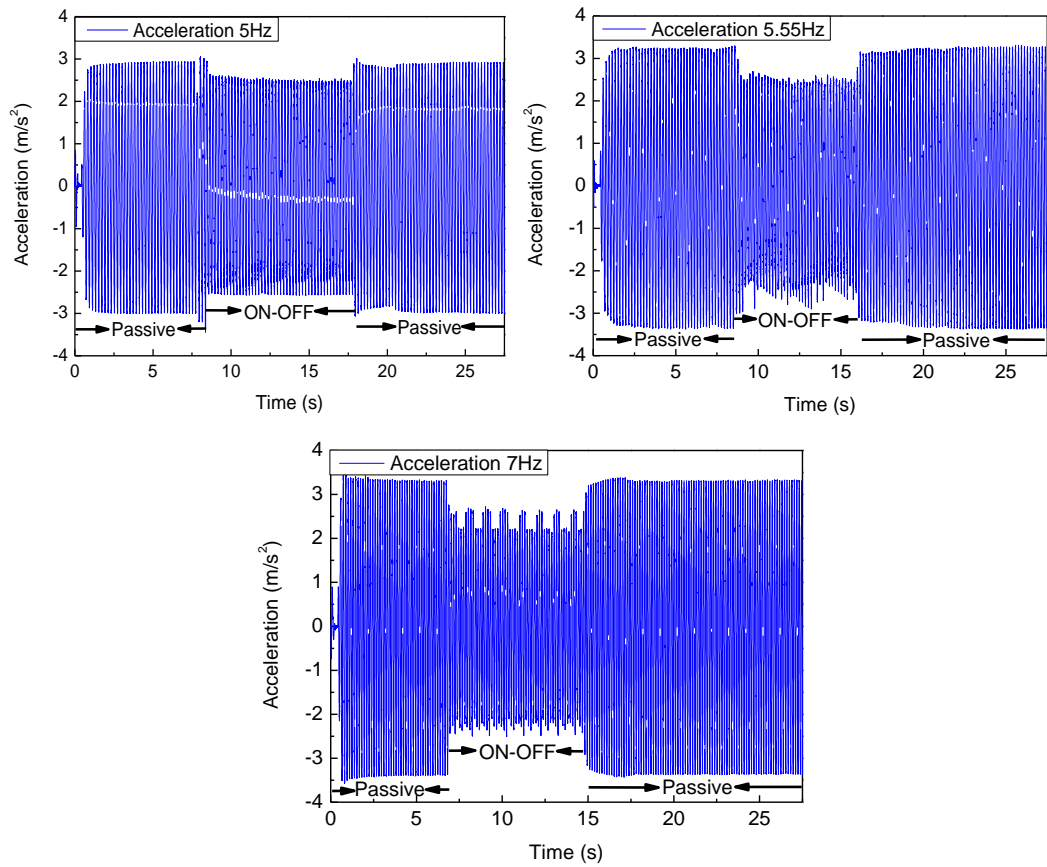 Acceleration 5Hz
4
3
2
1
0
-1
-2
-3
-4
Acceleration (m/s²)
ON-OFF
Passive
Passive
0 5 10 15 20 25
Time (s)
Acceleration 5.55Hz
4
3
2
1
0
-1
-2
-3
-4
Acceleration (m/s²)
ON-OFF
Passive
Passive
0 5 10 15 20 25
Time (s)
Acceleration 7Hz
4
3
2
1
0
-1
-2
-3
-4
Acceleration (m/s²)
ON-OFF
Passive
Passive
0 5 10 15 20 25
Time (s)